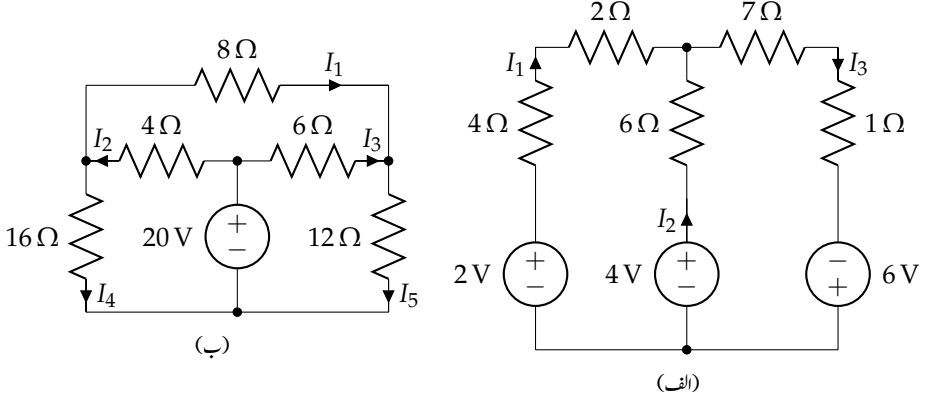 8 Ω
I₁
4 Ω
6 Ω
I₂
I₃
16 Ω
20 V
+
−
12 Ω
I₄
I₅
(ب)
2 Ω
7 Ω
I₁
I₃
4 Ω
6 Ω
1 Ω
I₂
2 V
+
−
4 V
+
−
−
+
6 V
(الف)